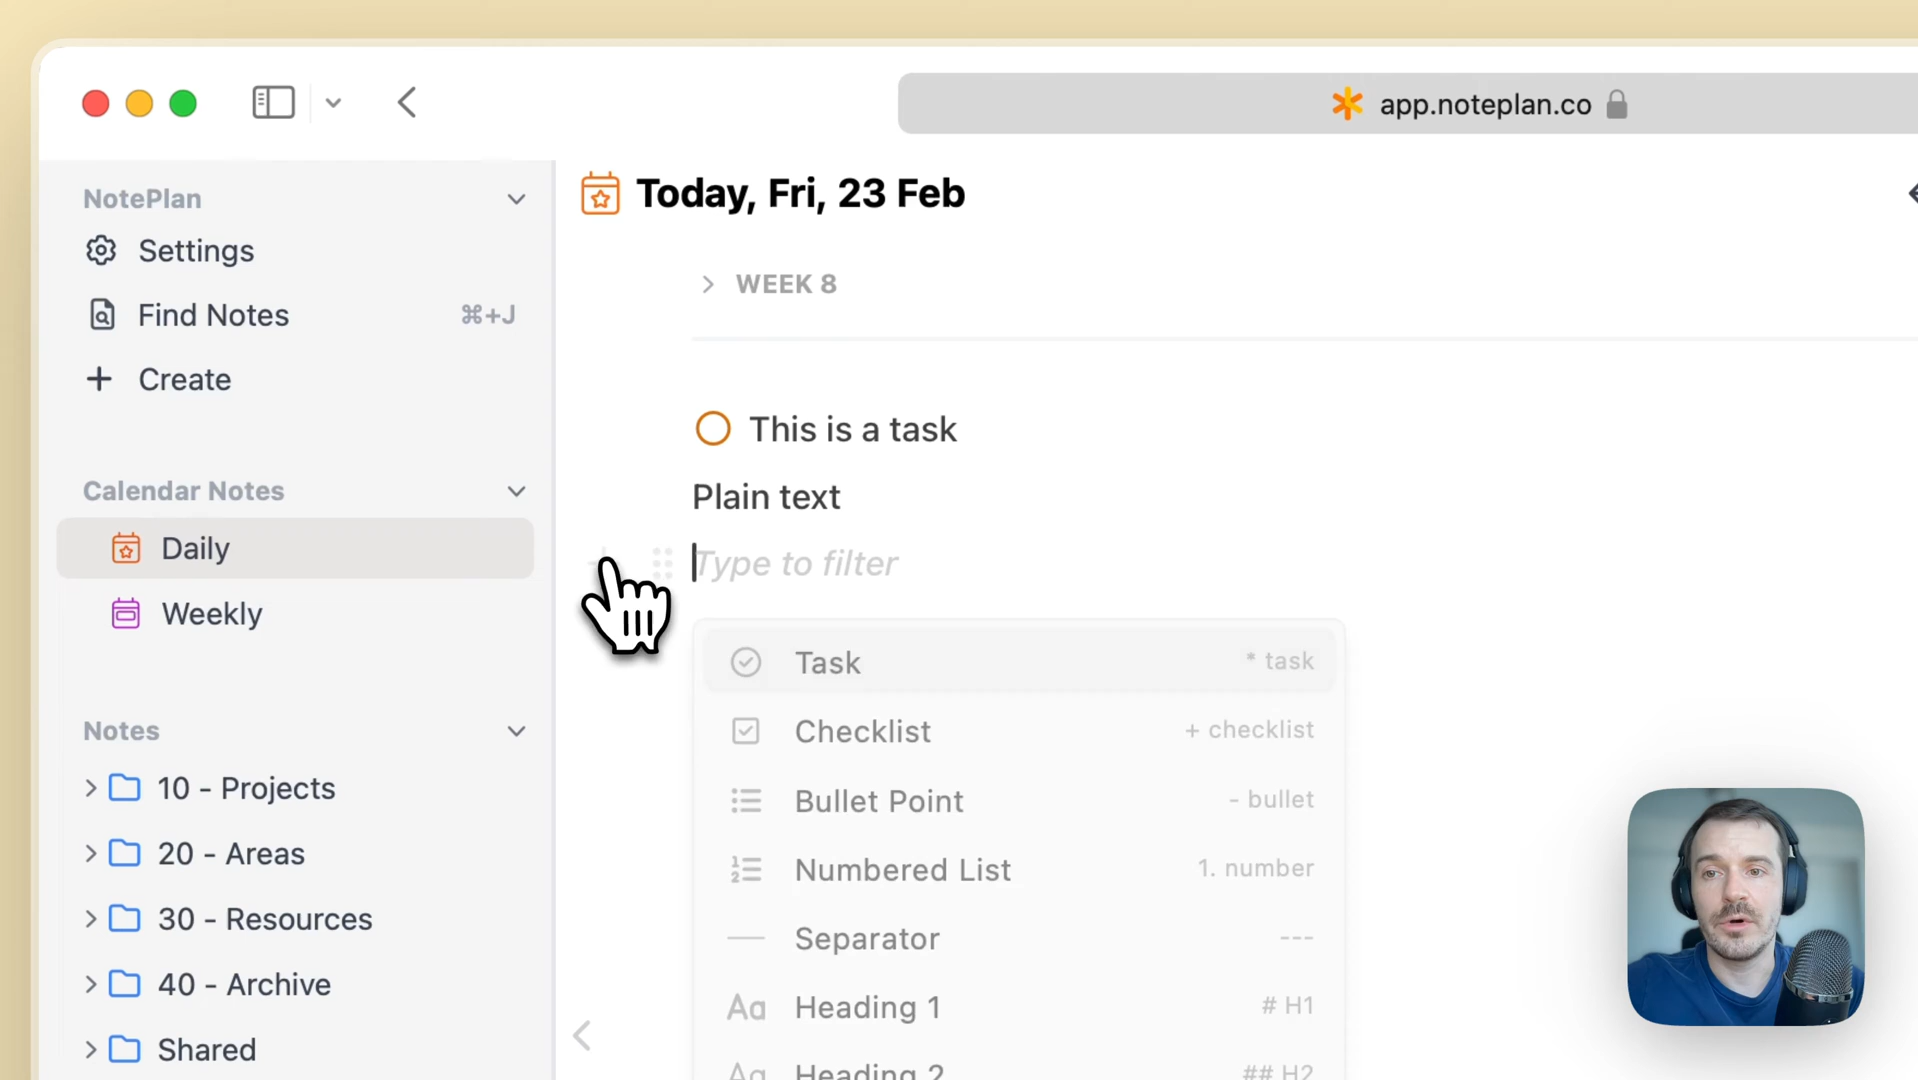 app.noteplan.co
NotePlan
Settings
Find Notes ⌘+J
Create
Calendar Notes
Daily
Weekly
Notes
10 - Projects
20 - Areas
30 - Resources
40 - Archive
Shared
Today, Fri, 23 Feb
WEEK 8
This is a task
Plain text
Type to filter
Task * task
Checklist + checklist
Bullet Point - bullet
Numbered List 1. number
Separator ---
Aa Heading 1 # H1
Aa Heading 2 ## H2